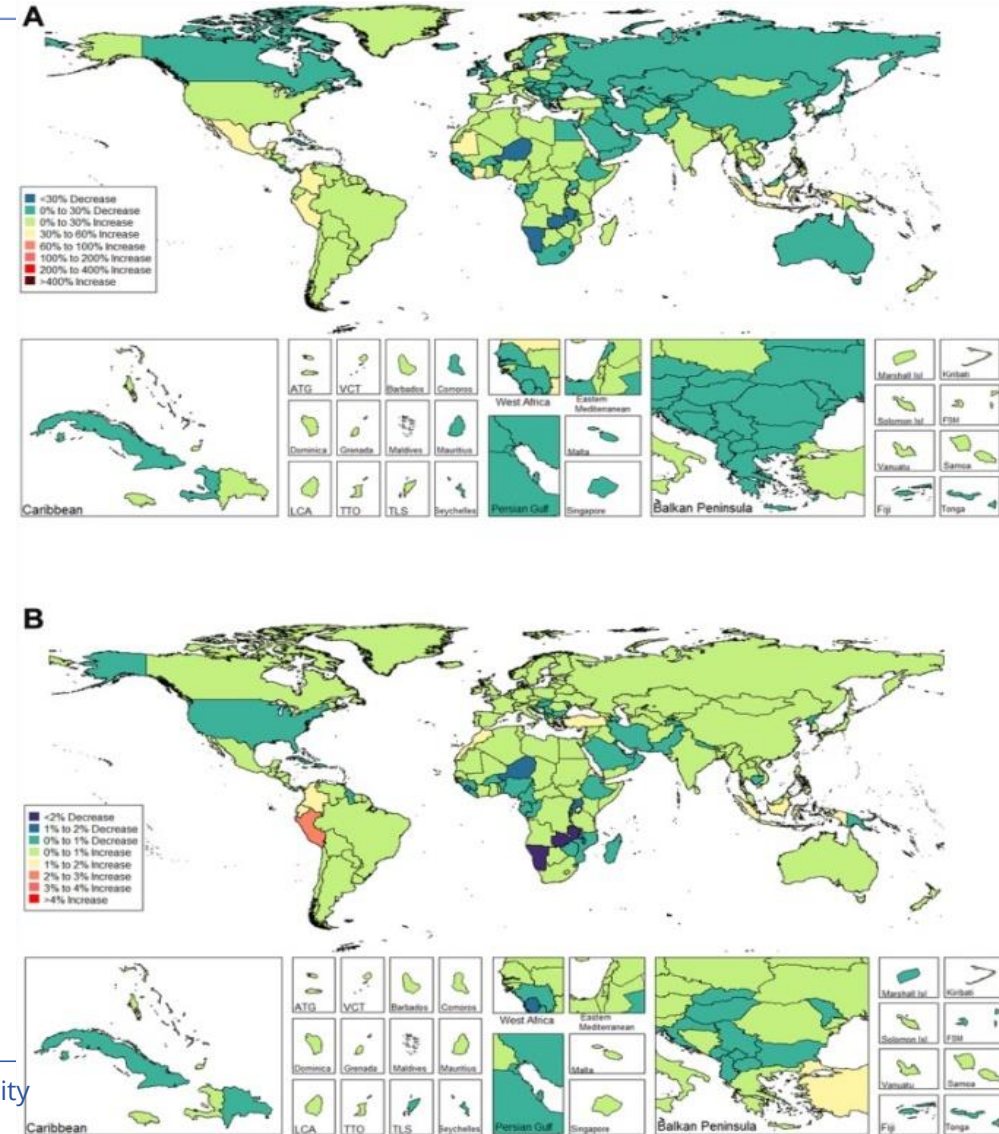 A
<30% Decrease
0% to 30% Decrease
0% to 30% Increase
30% to 60% Increase
60% to 100% Increase
100% to 200% Increase
200% to 400% Increase
>400% Increase
Caribbean
ATG
VCT
Barbados
Comoros
Dominica
Grenada
Maldives
Mauritius
LCA
TTO
TLS
Seychelles
West Africa
Eastern
Mediterranean
Persian Gulf
Malta
Singapore
Balkan Peninsula
Marshall Isl
Kiribati
Solomon Isl
FSM
Vanuatu
Samoa
Fiji
Tonga
B
<2% Decrease
1% to 2% Decrease
0% to 1% Decrease
0% to 1% Increase
1% to 2% Increase
2% to 3% Increase
3% to 4% Increase
>4% Increase
Caribbean
ATG
VCT
Barbados
Comoros
Dominica
Grenada
Maldives
Mauritius
LCA
TTO
TLS
Seychelles
West Africa
Eastern
Mediterranean
Persian Gulf
Malta
Singapore
Balkan Peninsula
Marshall Isl
Kiribati
Solomon Isl
FSM
Vanuatu
Samoa
Fiji
Tonga
ity